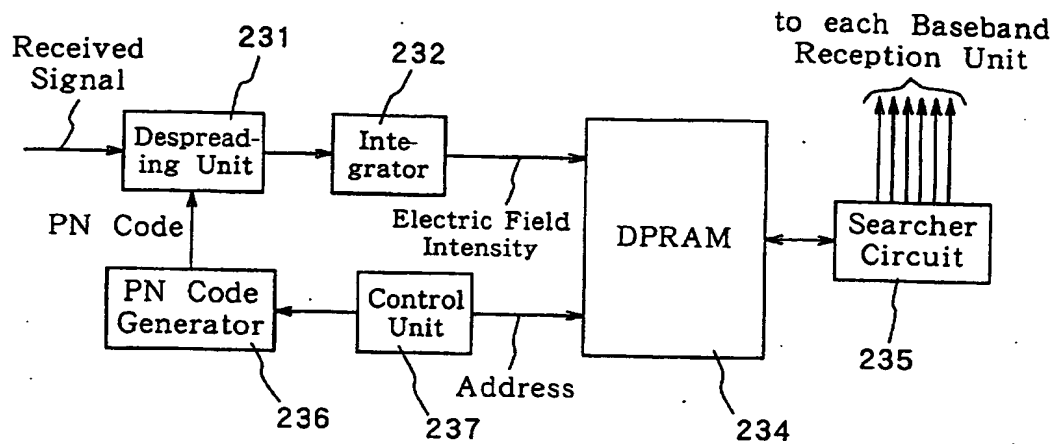 to each Baseband
Reception Unit
231
232
Received
Signal
Despread-
ing Unit
Inte-
grator
PN Code
Electric Field
Intensity
DPRAM
Searcher
Circuit
PN Code
Generator
Control
Unit
Address
235
236
237
234